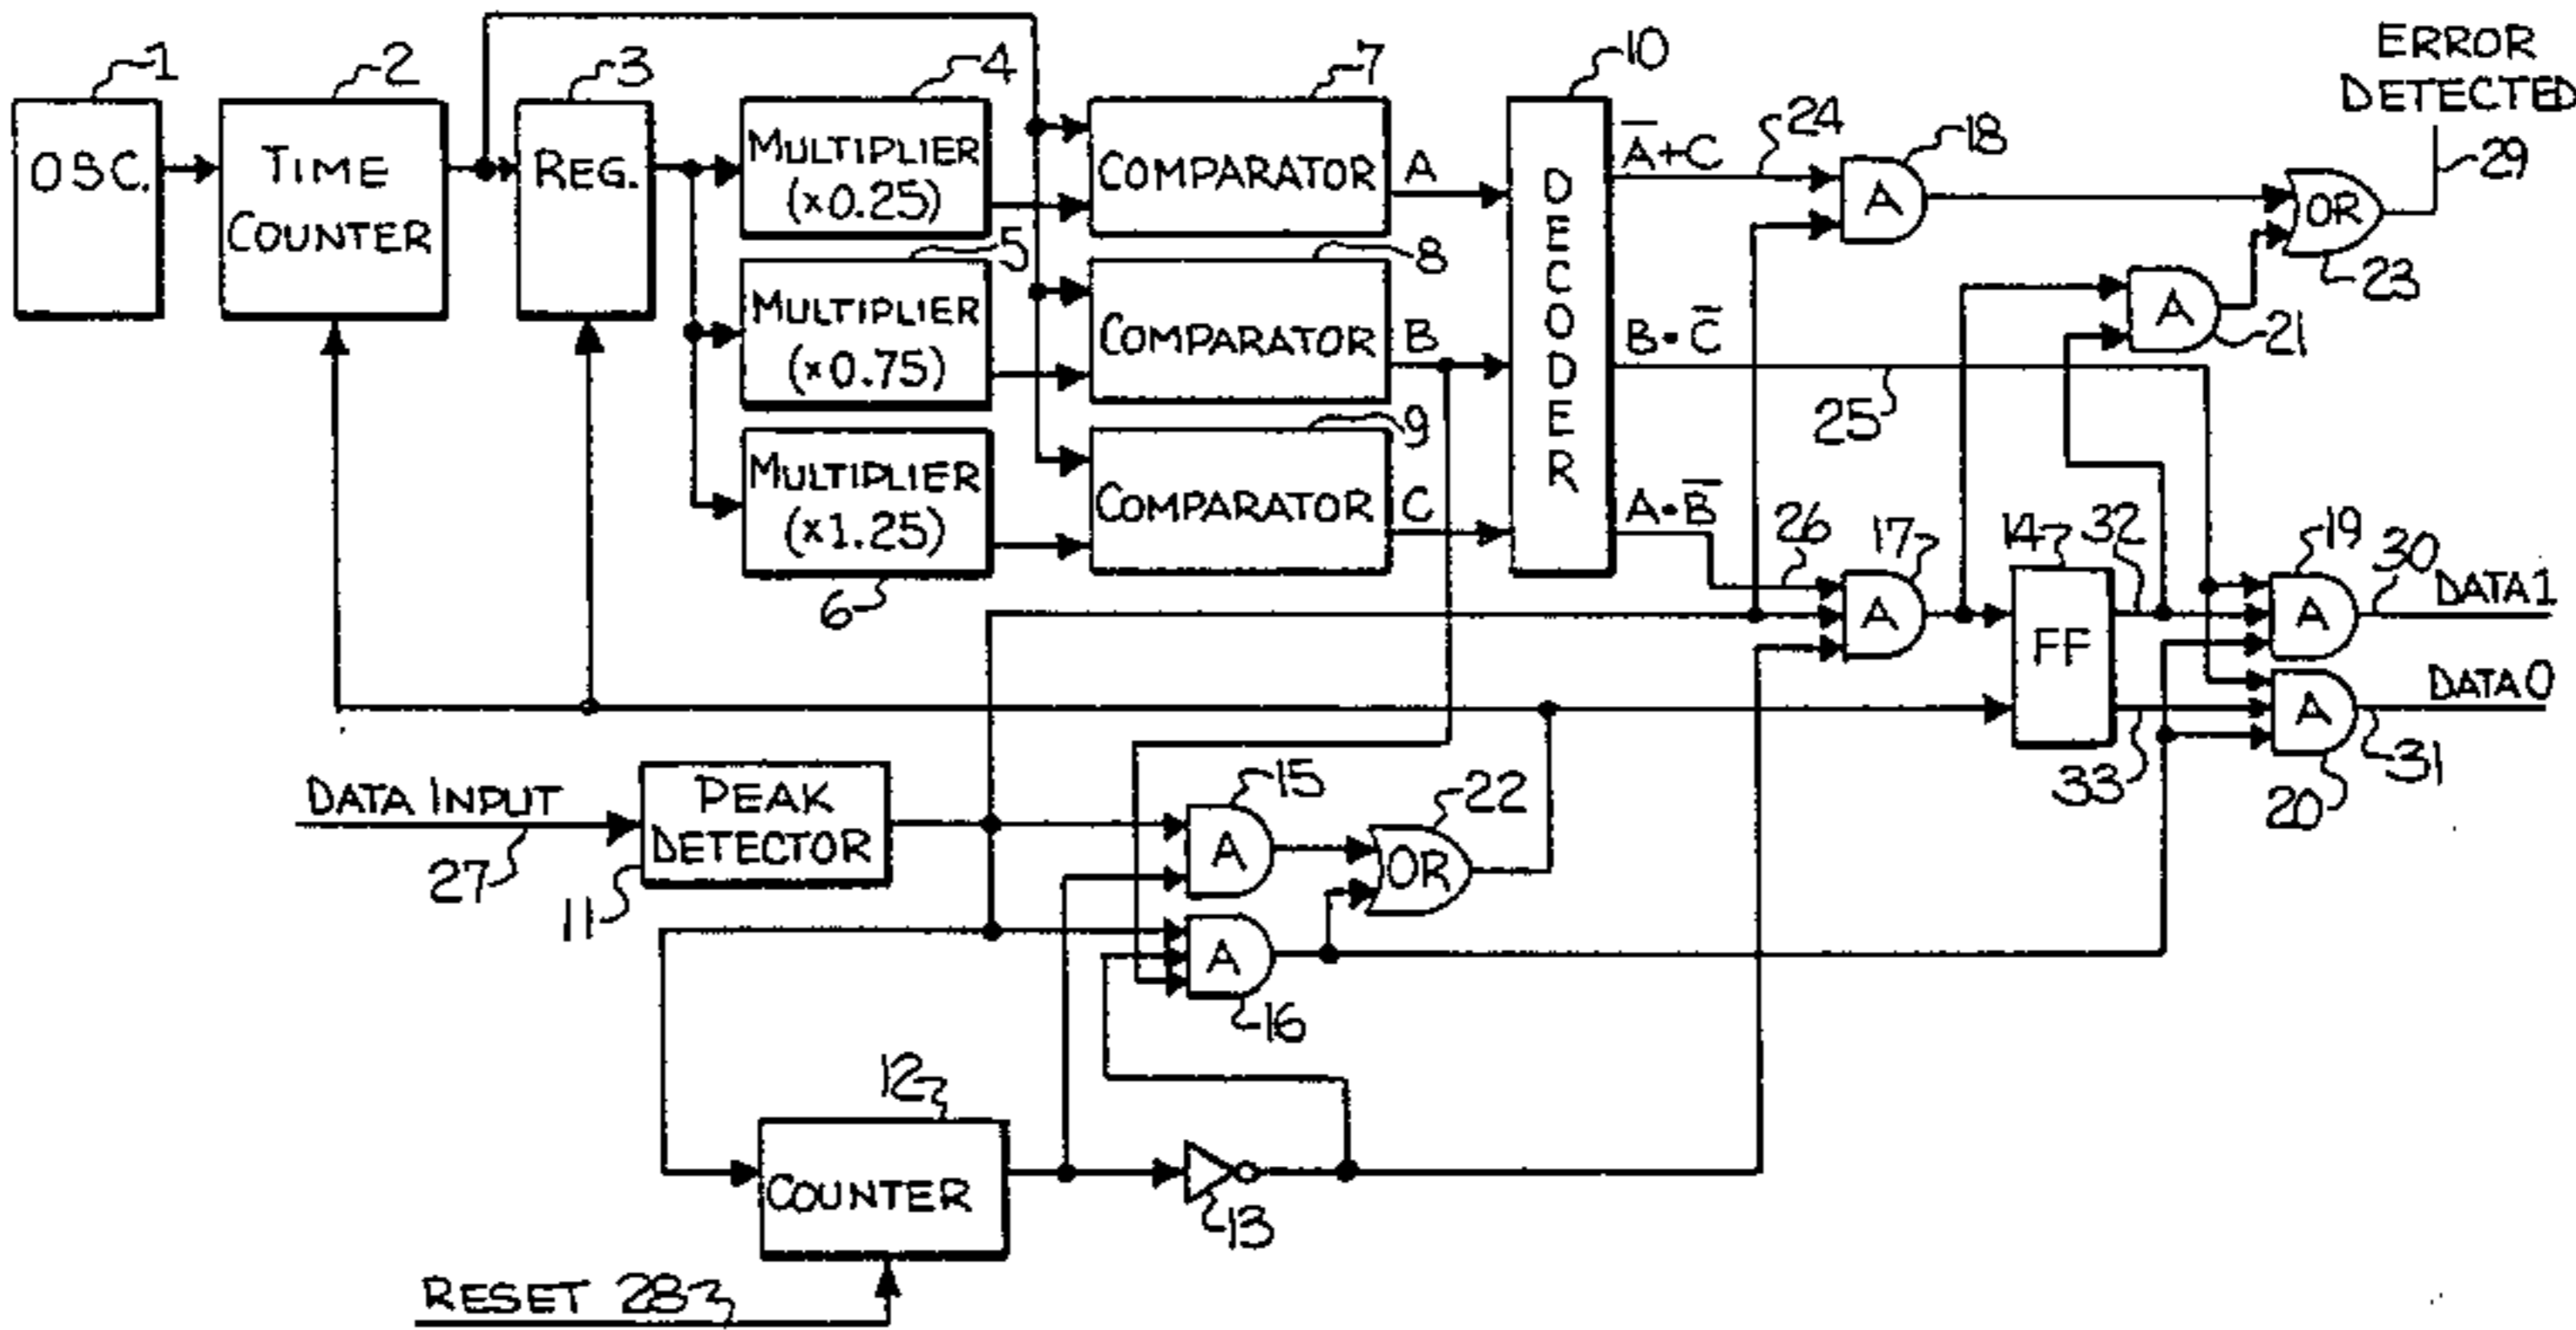 1
2
3
4
7
10
ERROR
DETECTED
OSC.
TIME
COUNTER
REG.
MULTIPLIER
(×0.25)
COMPARATOR
A
DECODER
A̅+C
24
18
A
OR
29
23
5
8
MULTIPLIER
(×0.75)
COMPARATOR
B
B•C̅
25
A
21
9
MULTIPLIER
(×1.25)
COMPARATOR
C
A•B̅
6
26
17
A
14
FF
32
19
A
30
DATA 1
33
A
DATA 0
31
20
DATA INPUT
27
PEAK
DETECTOR
11
15
A
22
OR
A
16
12
COUNTER
13
RESET 28